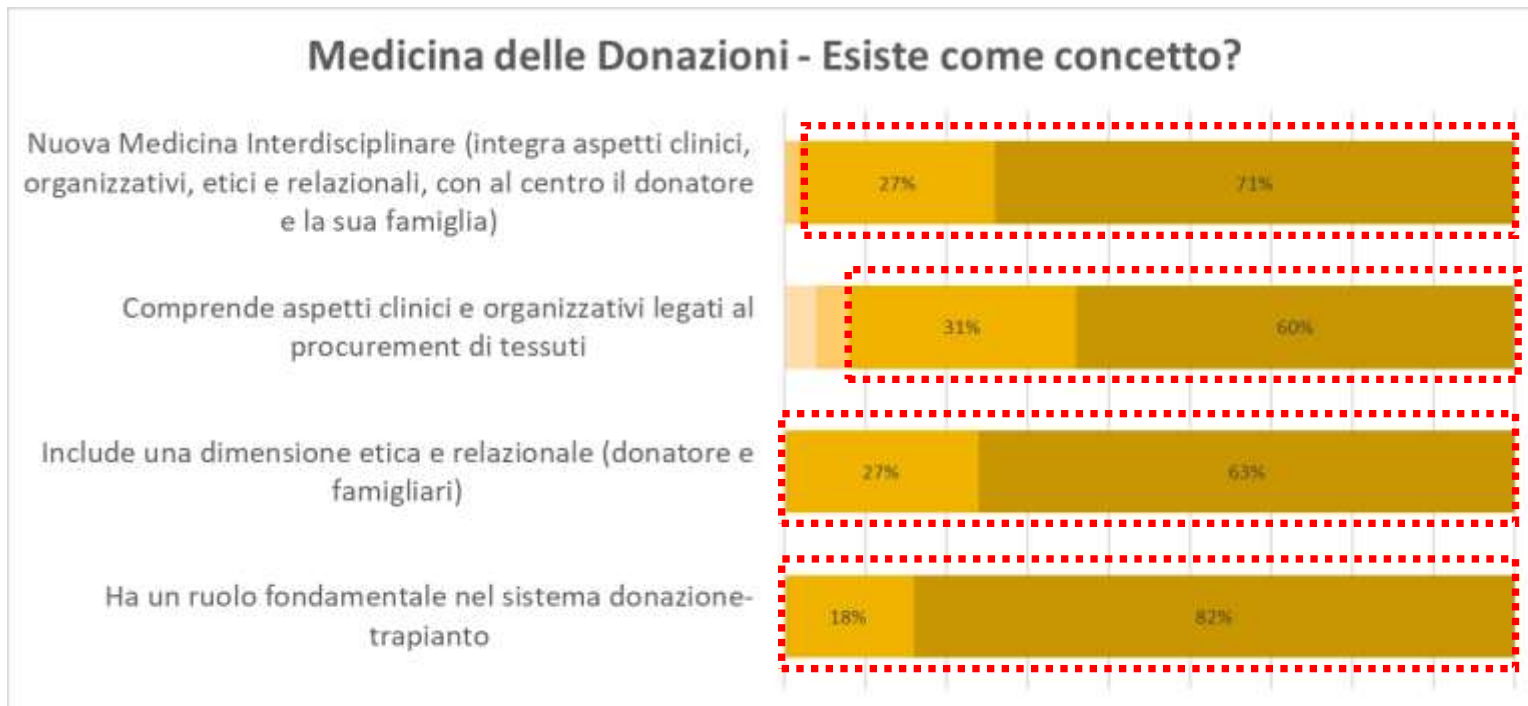 Medicina delle Donazioni - Esiste come concetto?
Nuova Medicina Interdisciplinare (integra aspetti clinici,
organizzativi, etici e relazionali, con al centro il donatore
e la sua famiglia)
27%
71%
Comprende aspetti clinici e organizzativi legati al
procurement di tessuti
31%
60%
Include una dimensione etica e relazionale (donatore e
famigliari)
27%
63%
Ha un ruolo fondamentale nel sistema donazione-
trapianto
18%
82%